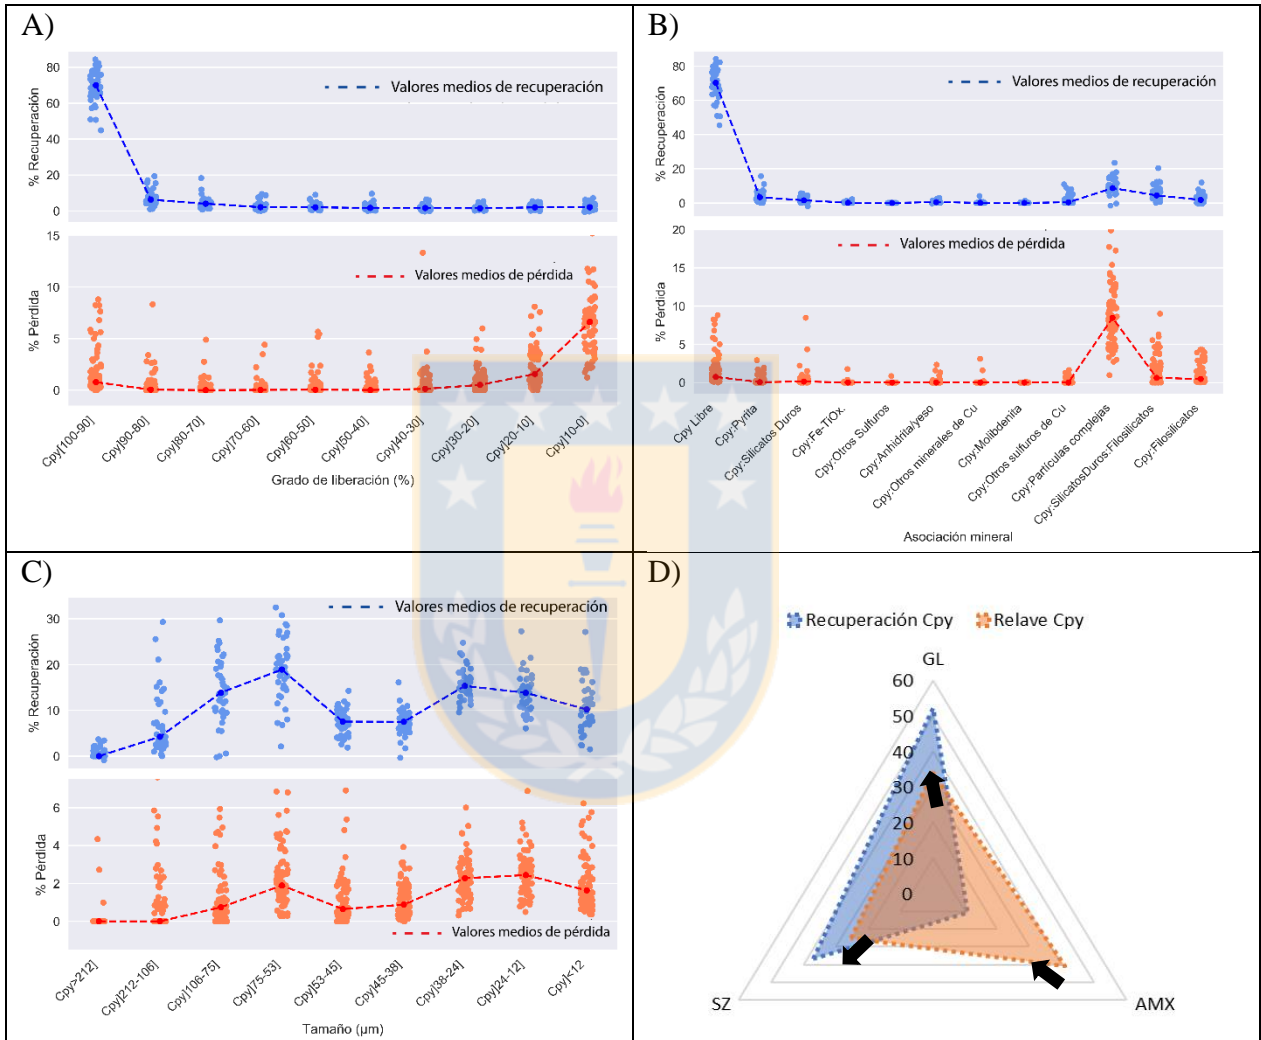 A)
Valores medios de recuperación
% Recuperación
80
60
40
20
0
Valores medios de pérdida
% Pérdida
15
10
5
0
Cpy[100-90]
Cpy]90-80]
Cpy]80-70]
Cpy]70-60]
Cpy]60-50]
Cpy]50-40]
Cpy]40-30]
Cpy]30-20]
Cpy]20-10]
Cpy]10-0]
Grado de liberación (%)
B)
Valores medios de recuperación
% Recuperación
80
60
40
20
0
Valores medios de pérdida
% Pérdida
20
15
10
5
0
Cpy Libre
Cpy:Pyrita
Cpy:Silicatos Duros
Cpy:Fe-TiOx.
Cpy:Otros Sulfuros
Cpy:Anhidrita/yeso
Cpy:Otros minerales de Cu
Cpy:Molibdenita
Cpy:Otros sulfuros de Cu
Cpy:Partículas complejas
Cpy:SilicatosDuros:Filosilicatos
Cpy:Filosilicatos
Asociación mineral
C)
Valores medios de recuperación
% Recuperación
30
20
10
0
% Pérdida
6
4
2
0
Valores medios de pérdida
Cpy>212]
Cpy]212-106]
Cpy]106-75]
Cpy]75-53]
Cpy]53-45]
Cpy]45-38]
Cpy]38-24]
Cpy]24-12]
Cpy]<12
Tamaño (µm)
D)
Recuperación Cpy Relave Cpy
GL
60
50
40
30
20
10
0
SZ
AMX